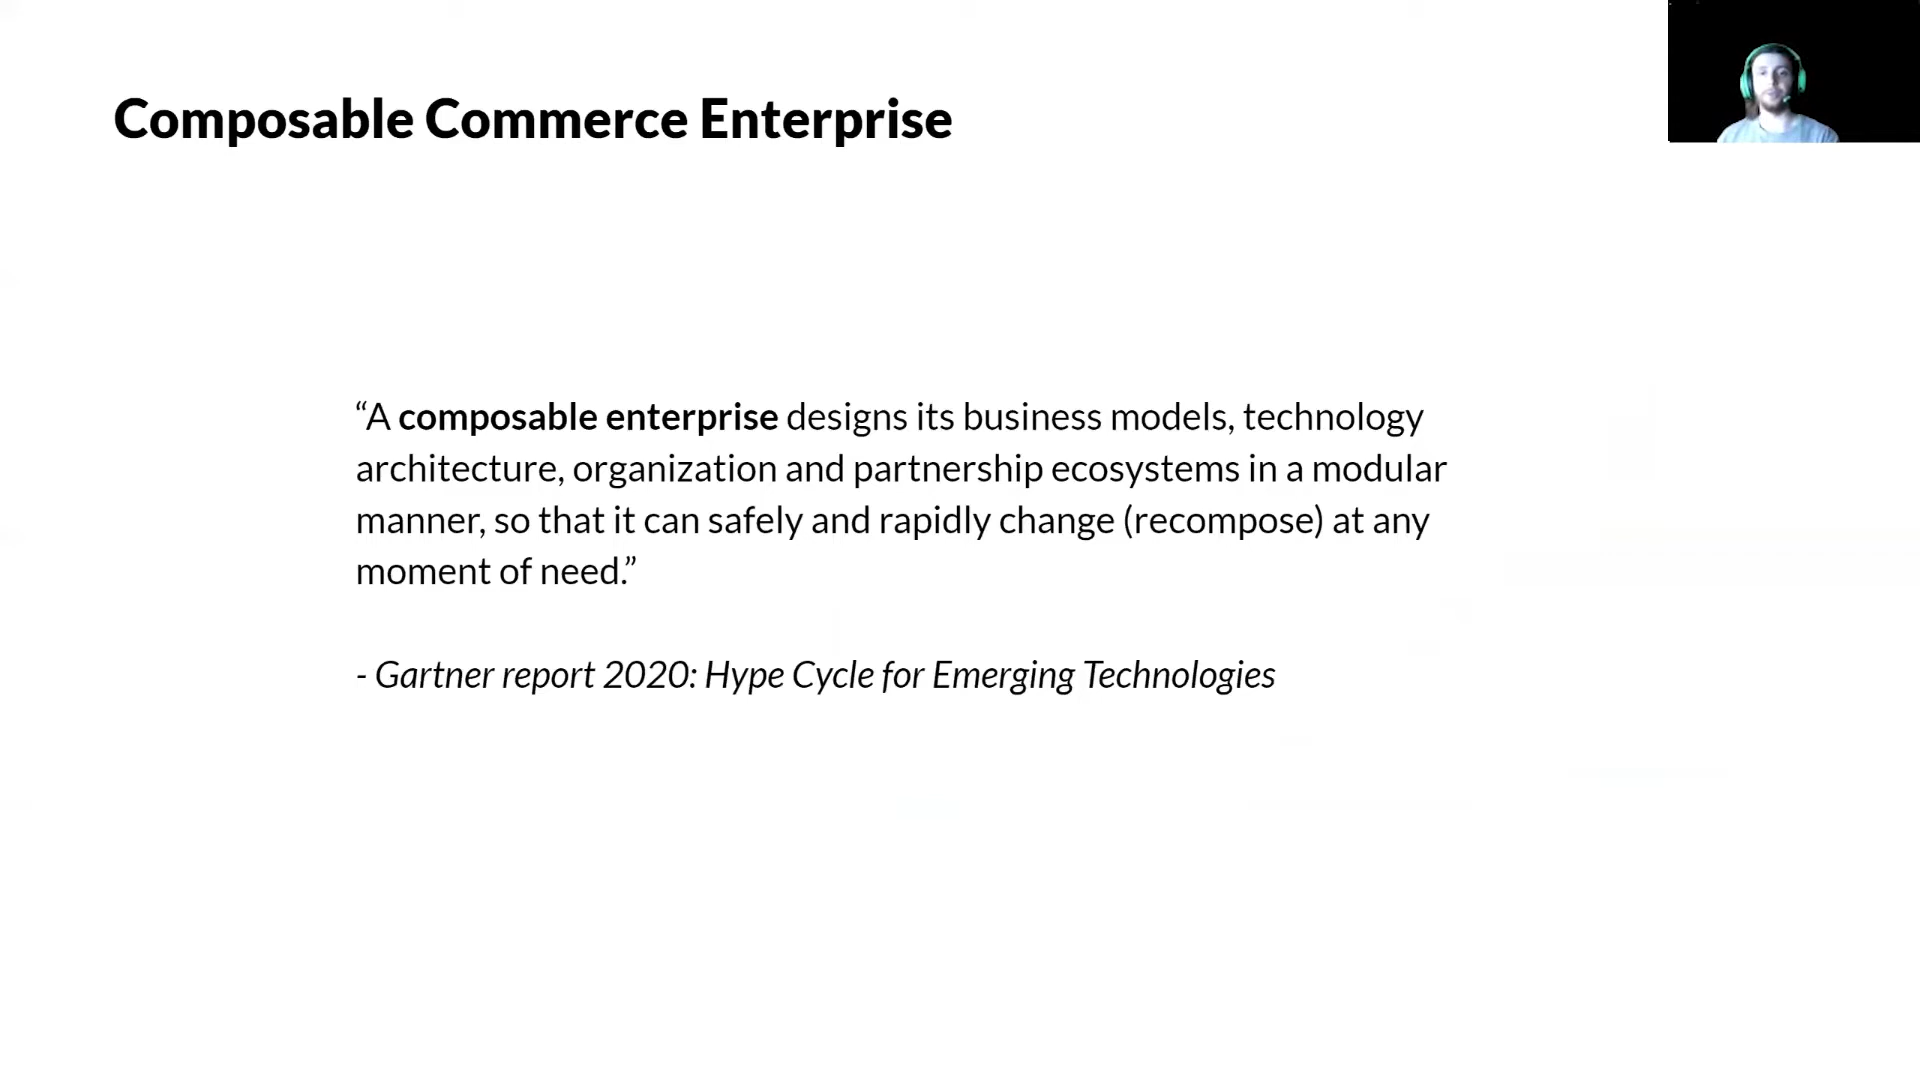 Composable Commerce Enterprise
“A composable enterprise designs its business models, technology
architecture, organization and partnership ecosystems in a modular
manner, so that it can safely and rapidly change (recompose) at any
moment of need.”
- Gartner report 2020: Hype Cycle for Emerging Technologies